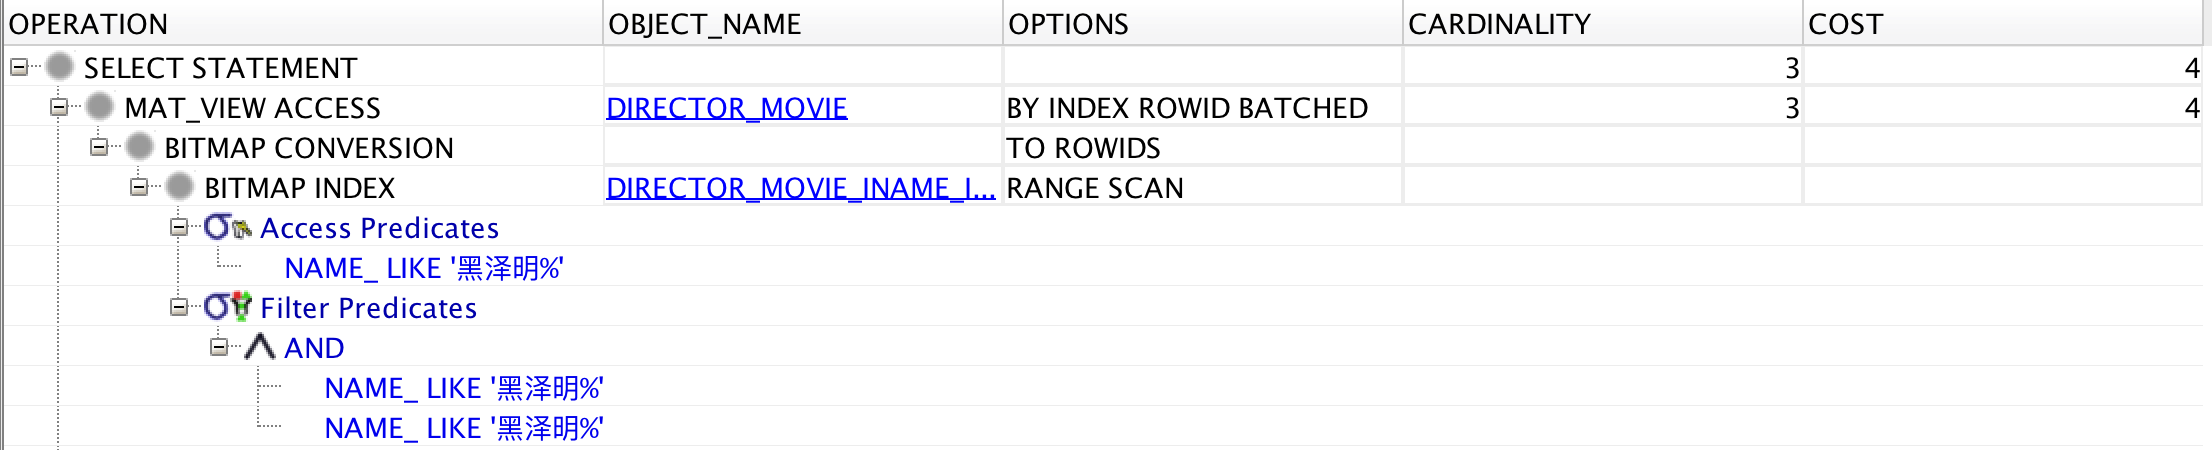 OPERATION OBJECT_NAME OPTIONS CARDINALITY COST
SELECT STATEMENT 3 4
MAT_VIEW ACCESS DIRECTOR_MOVIE BY INDEX ROWID BATCHED 3 4
BITMAP CONVERSION TO ROWIDS
BITMAP INDEX DIRECTOR_MOVIE_INAME_I... RANGE SCAN
Access Predicates
NAME_ LIKE '黑泽明%'
Filter Predicates
AND
NAME_ LIKE '黑泽明%'
NAME_ LIKE '黑泽明%'